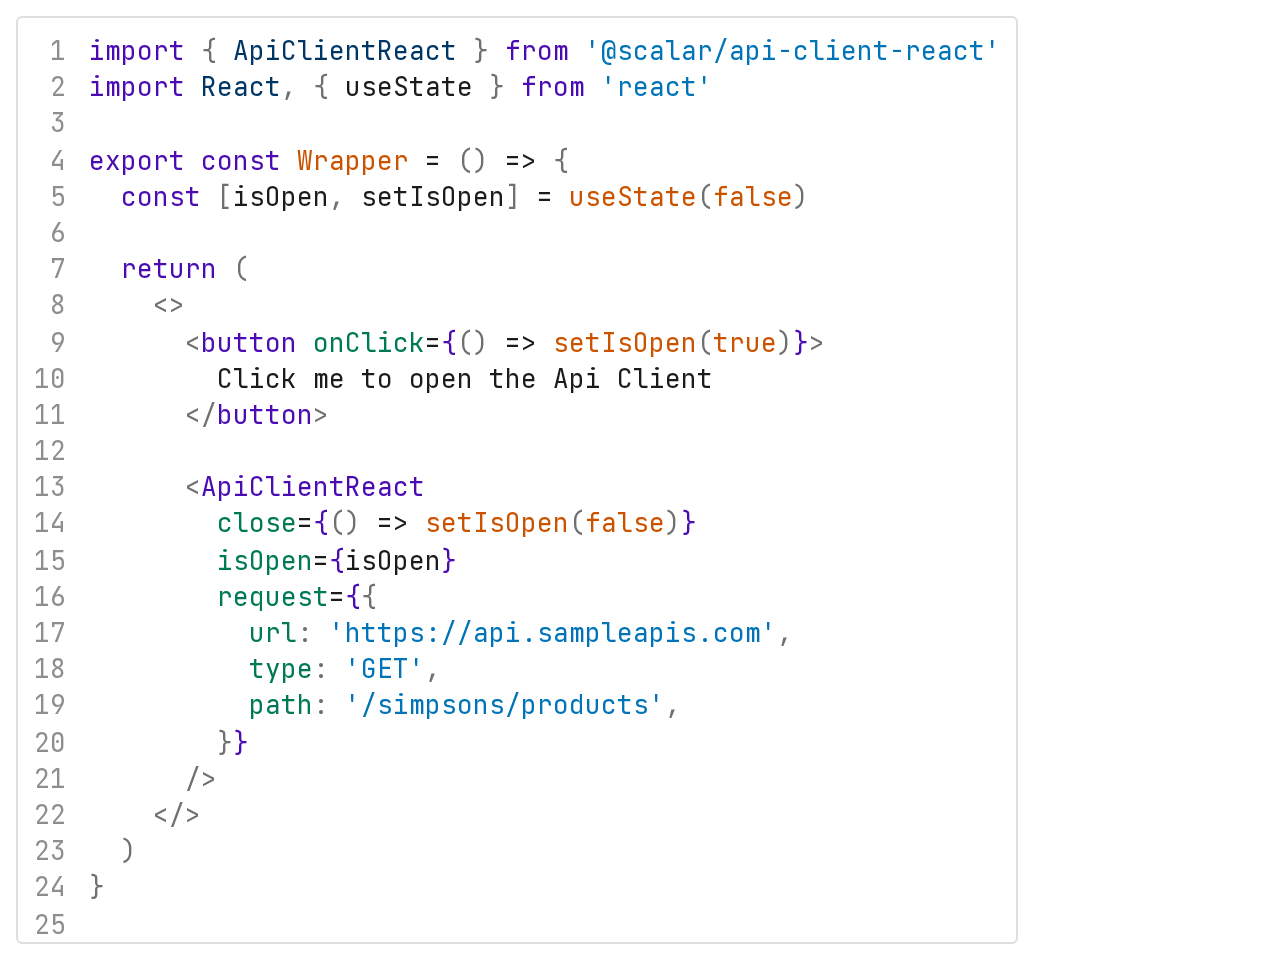 1 import { ApiClientReact } from '@scalar/api-client-react'
2 import React, { useState } from 'react'
3
4 export const Wrapper = () => {
5   const [isOpen, setIsOpen] = useState(false)
6
7   return (
8     <>
9       <button onClick={() => setIsOpen(true)}>
10         Click me to open the Api Client
11       </button>
12
13       <ApiClientReact
14         close={() => setIsOpen(false)}
15         isOpen={isOpen}
16         request={{
17           url: 'https://api.sampleapis.com',
18           type: 'GET',
19           path: '/simpsons/products',
20         }}
21       />
22     </>
23   )
24 }
25